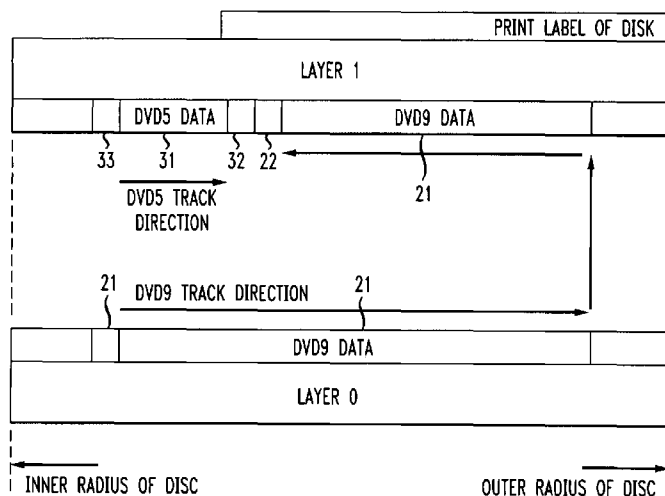 PRINT LABEL OF DISK
LAYER 1
DVD5 DATA
DVD9 DATA
33
31
32
22
21
DVD5 TRACK
DIRECTION
21
DVD9 TRACK DIRECTION
21
DVD9 DATA
LAYER 0
INNER RADIUS OF DISC
OUTER RADIUS OF DISC